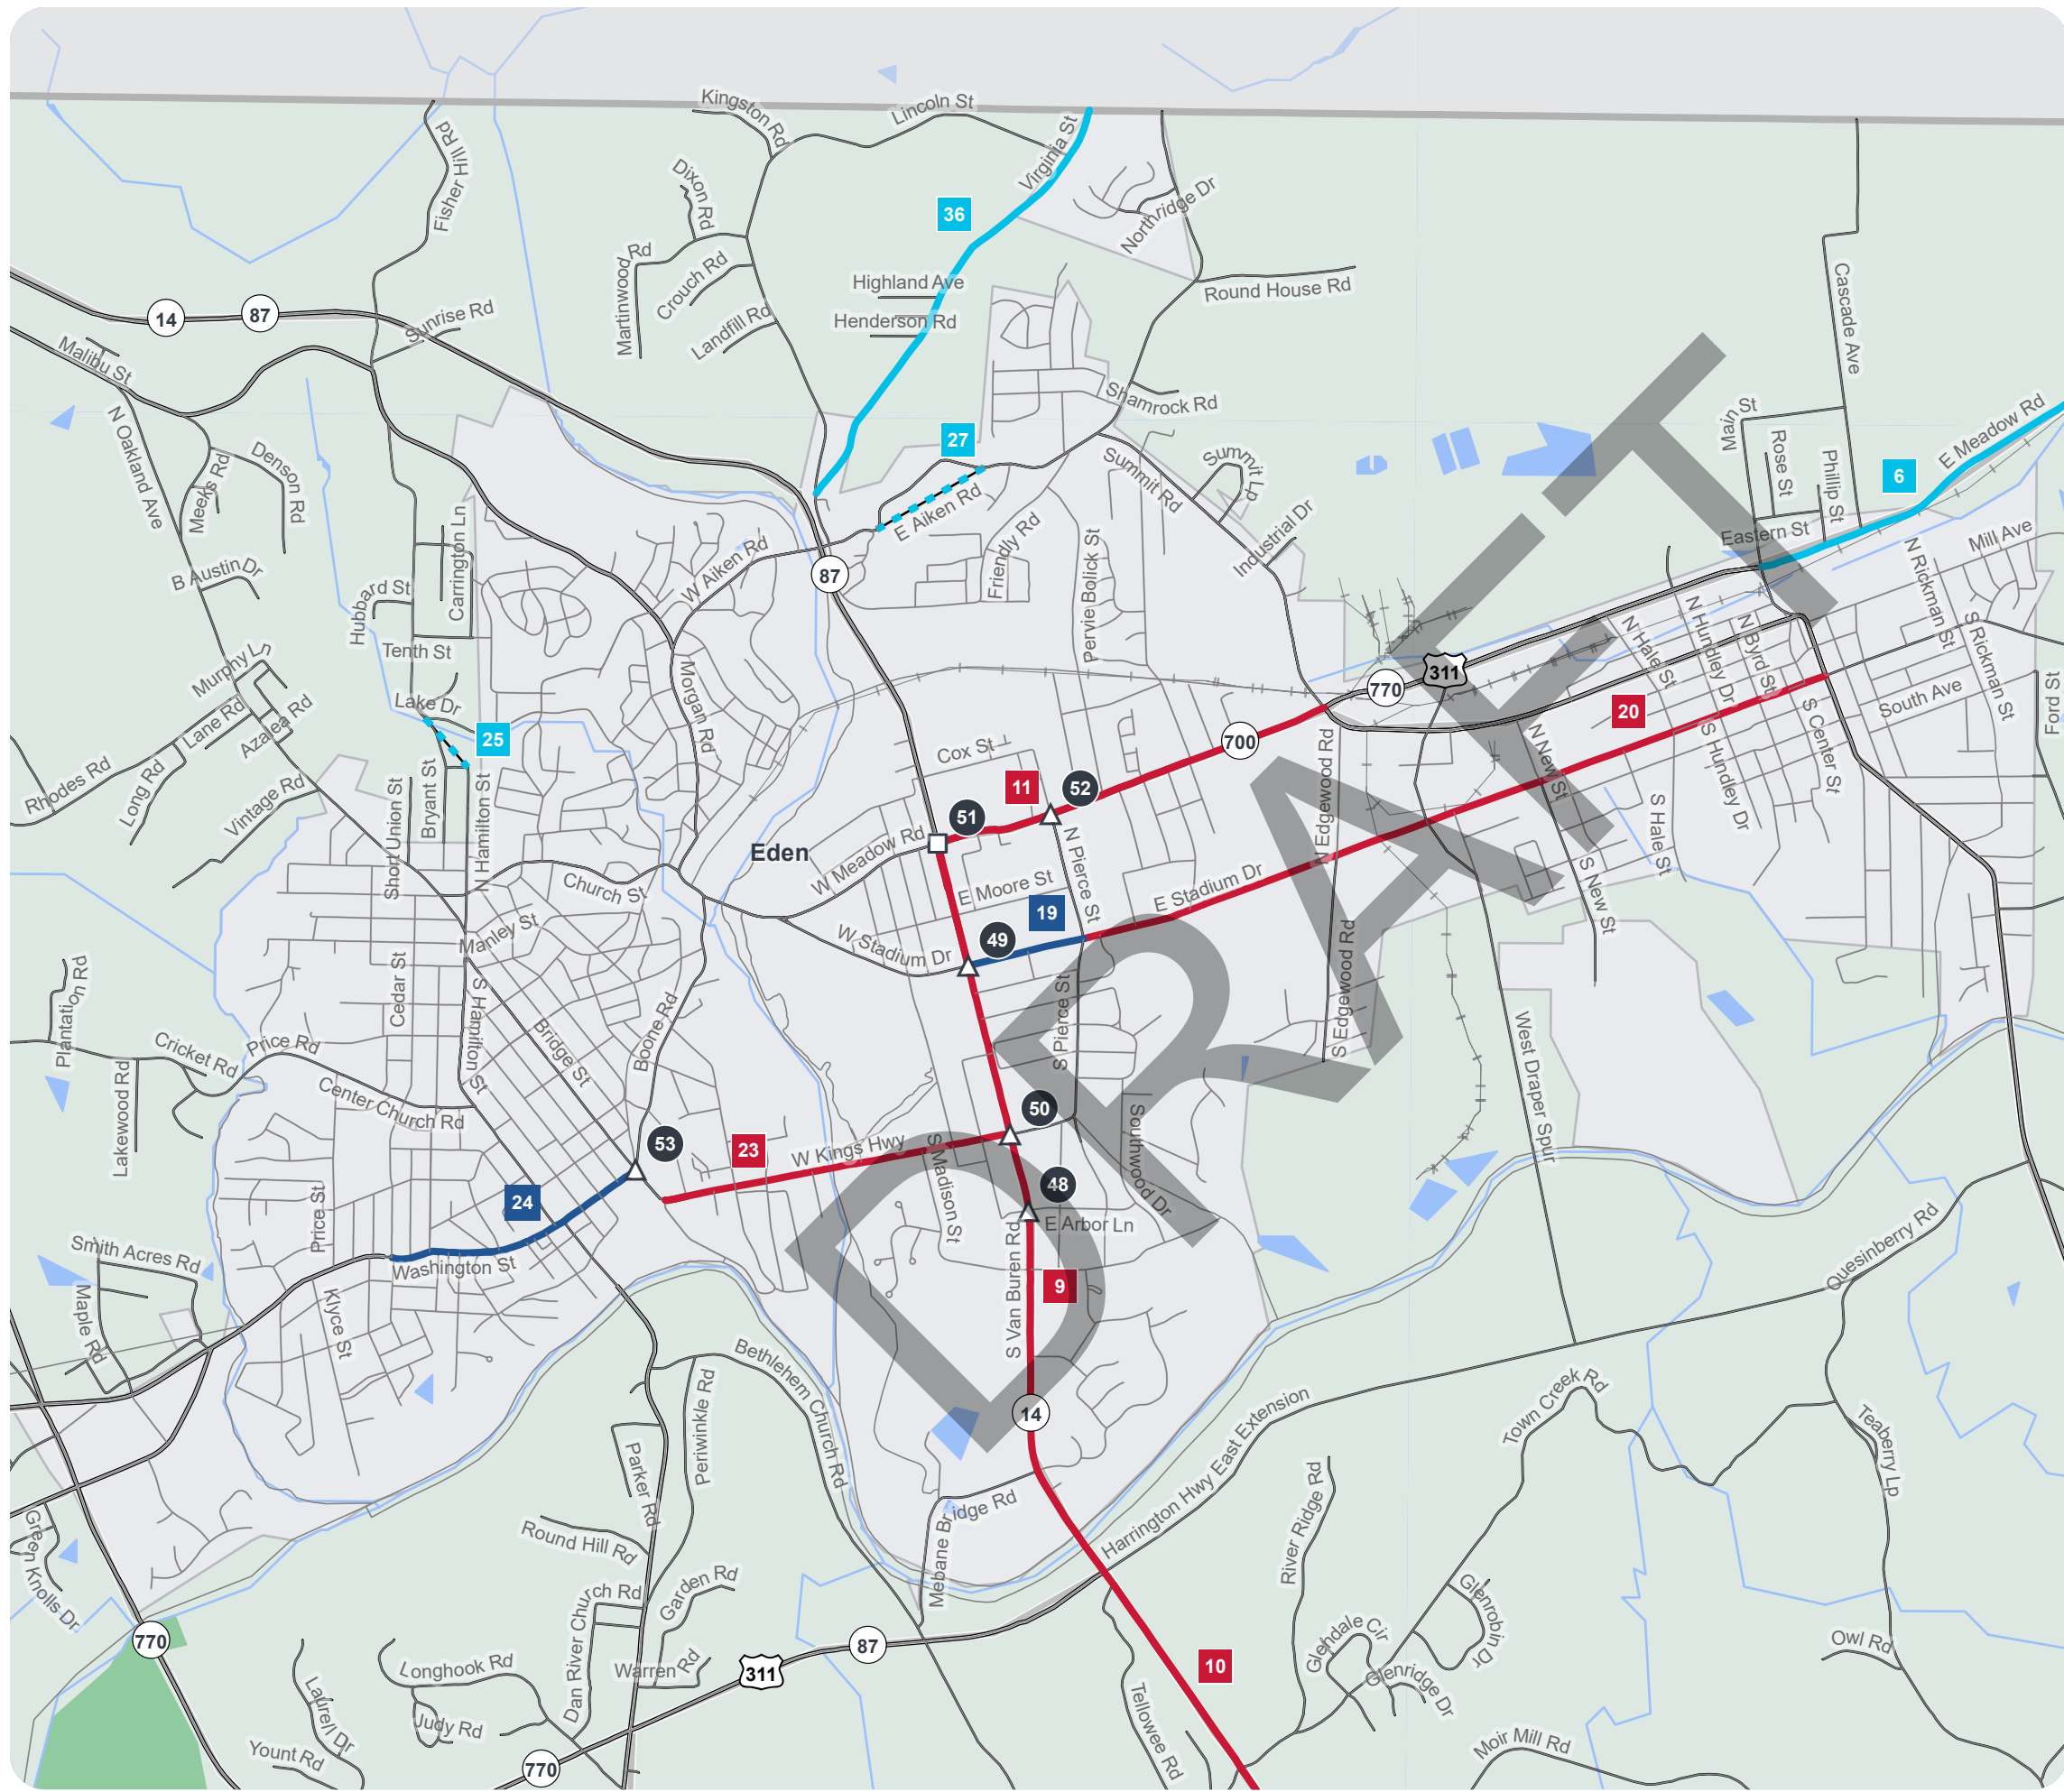 Kingston Rd
Lincoln St
Virginia St
Fisher Hill Rd
Dixon Rd
Northridge Dr
36
Martinwood Rd
Crouch Rd
Landfill Rd
Highland Ave
Henderson Rd
Round House Rd
Cascade Ave
14
87
Sunrise Rd
Malibu St
N Oakland Ave
Meeks Rd
Denson Rd
Shamrock Rd
27
Summit Rd
Summit Lp
E Aiken Rd
Friendly Rd
Pervie Bolick St
Industrial Dr
Main St
Rose St
Phillip St
E Meadow Rd
6
Eastern St
Mill Ave
N Rickman St
S Rickman St
B Austin Dr
Hubbard St
Carrington Ln
W Aiken Rd
87
Tenth St
Murphy Ln
Lane Rd
Azalea Rd
Lake Dr
25
Morgan Rd
Rhodes Rd
Long Rd
Vintage Rd
Short Union St
Bryant St
N Hamilton St
Cox St
700
770
311
N Hale St
N Hundley Dr
N Byrd St
20
South Ave
Ford St
11
52
51
Eden
W Meadow Rd
E Moore St
N Pierce St
19
E Stadium Dr
N Edgewood Rd
N New St
S Hundley Dr
S Center St
S Hale St
S New St
Church St
Manley St
W Stadium Dr
49
Cedar St
S Hamilton St
Bridge St
Boone Rd
S Pierce St
S Edgewood Rd
West Draper Spur
Plantation Rd
Cricket Rd
Price Rd
Lakewood Rd
Center Church Rd
50
53
23
W Kings Hwy
S Madison St
Southwood Dr
48
E Arbor Ln
24
Price St
Washington St
Smith Acres Rd
Maple Rd
Klyce St
S Van Buren Rd
9
14
Quesinberry Rd
Bethlehem Church Rd
Periwinkle Rd
Parker Rd
Harrington Hwy East Extension
Town Creek Rd
Teaberry Lp
River Ridge Rd
Mebane Bridge Rd
Round Hill Rd
Garden Rd
Green Knolls Dr
Dan River Church Rd
770
Longhook Rd
Warren Rd
311
87
10
Glendale Cir
Glenrobin Dr
Glenridge Dr
Owl Rd
Laurel Dr
Judy Rd
Yount Rd
770
Tellowee Rd
Moir Mill Rd
DRAFT